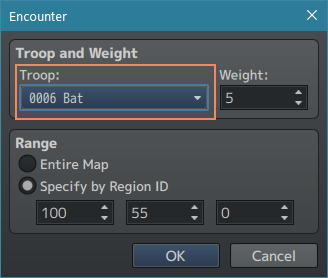 Encounter
Troop and Weight
Troop: Weight:
0006 Bat 5
Range
Entire Map
Specify by Region ID
100 55 0
OK Cancel